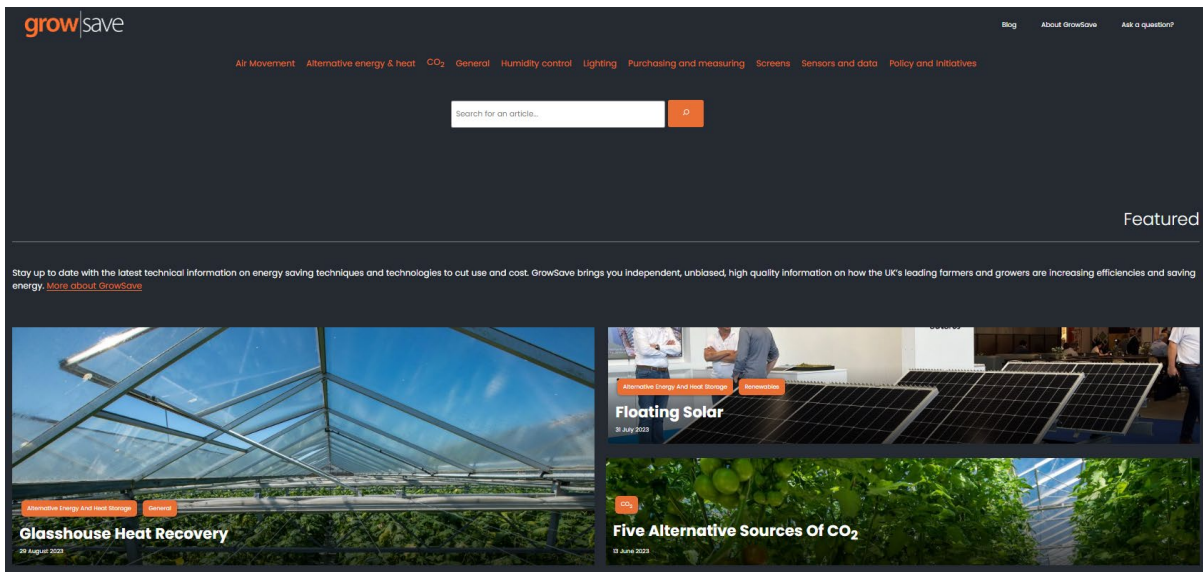 grow|save
Blog About GrowSave Ask a question?
Air Movement Alternative energy & heat CO₂ General Humidity control Lighting Purchasing and measuring Screens Sensors and data Policy and Initiatives
Search for an article...
Featured
Stay up to date with the latest technical information on energy saving techniques and technologies to cut use and cost. GrowSave brings you independent, unbiased, high quality information on how the UK's leading farmers and growers are increasing efficiencies and saving
energy. More about GrowSave
Alternative Energy And Heat Storage General
Glasshouse Heat Recovery
29 August 2023
Alternative Energy And Heat Storage Renewables
Floating Solar
31 July 2023
CO₂
Five Alternative Sources Of CO₂
13 June 2023